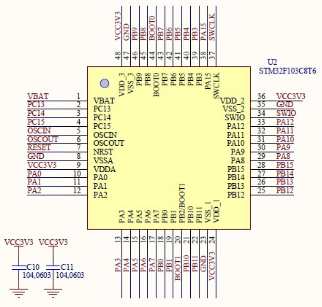 VCC3V3 GND PB9 PB8 BOOT0 PB7 PB6 PB5 PB4 PB3 PA15 SWCLK
48 47 46 45 44 43 42 41 40 39 38 37
U2
STM32F103C8T6
VDD_3 VSS_3 PB9 PB8 BOOT0 PB7 PB6 PB5 PB4 PB3 PA15 SWCLK
VBAT 1 VBAT VDD_2 36 VCC3V3
PC13 2 PC13 VSS_2 35 GND
PC14 3 PC14 SWIO 34 SWIO
PC15 4 PC15 PA12 33 PA12
OSCIN 5 OSCIN PA11 32 PA11
OSCOUT 6 OSCOUT PA10 31 PA10
RESET 7 NRST PA9 30 PA9
GND 8 VSSA PA8 29 PA8
VCC3V3 9 VDDA PB15 28 PB15
PA0 10 PA0 PB14 27 PB14
PA1 11 PA1 PB13 26 PB13
PA2 12 PA2 PB12 25 PB12
PA3 PA4 PA5 PA6 PA7 PB0 PB1 PB2/BOOT1 PB10 PB11 VSS_1 VDD_1
13 14 15 16 17 18 19 20 21 22 23 24
PA3 PA4 PA5 PA6 PA7 PB0 PB1 BOOT1 PB10 PB11 GND VCC3V3
VCC3V3 VCC3V3
C10 C11
104,0603 104,0603